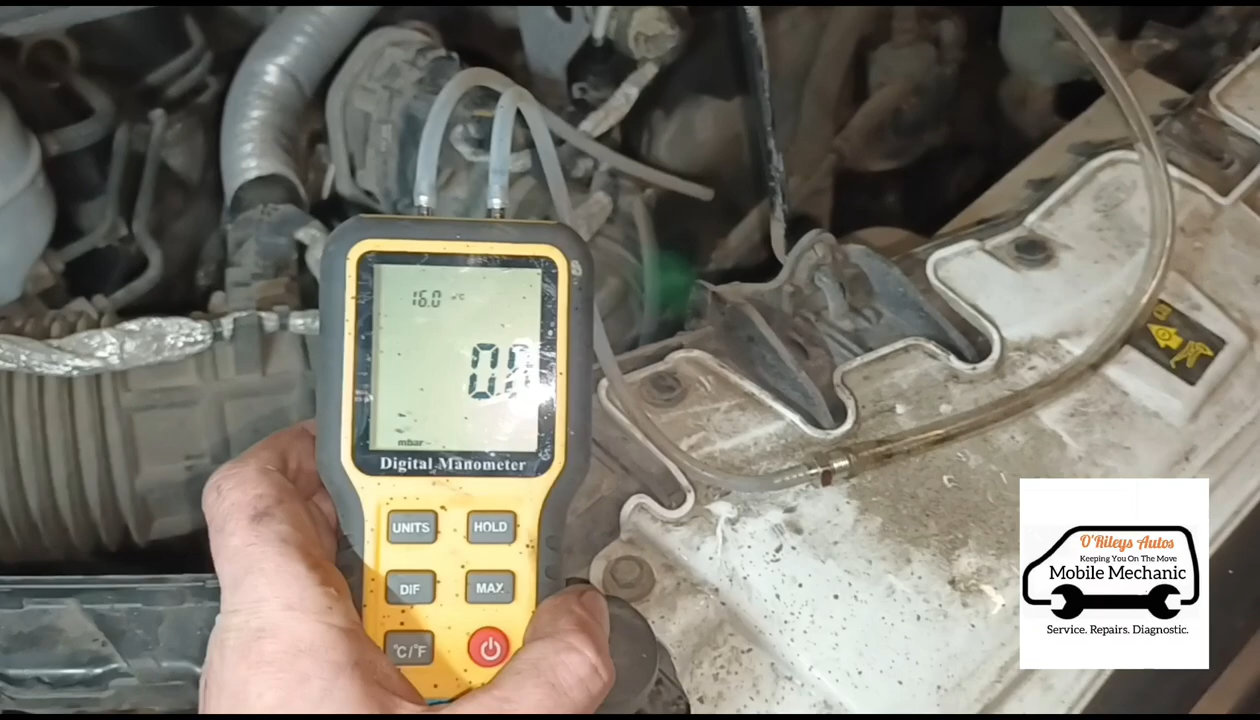 16.0 °C
mbar
Digital Manometer
UNITS
HOLD
DIF
MAX
°C/°F
O'Rileys Autos
Keeping You On The Move
Mobile Mechanic
Service. Repairs. Diagnostic.